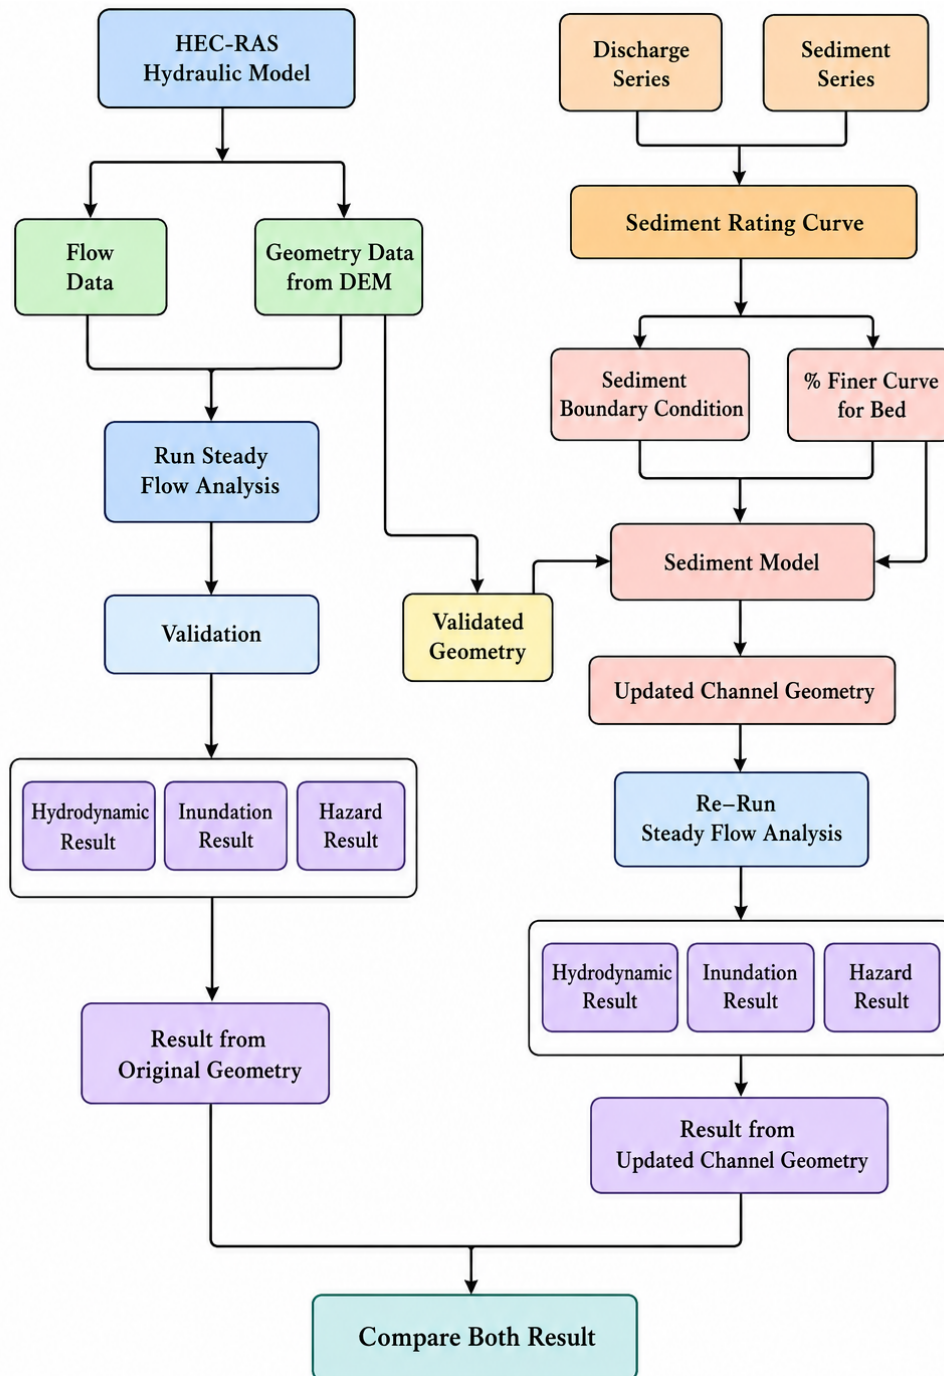 HEC-RAS
Hydraulic Model
Discharge
Series
Sediment
Series
Flow
Data
Geometry Data
from DEM
Sediment Rating Curve
Sediment
Boundary Condition
% Finer Curve
for Bed
Run Steady
Flow Analysis
Sediment Model
Validation
Validated
Geometry
Updated Channel Geometry
Hydrodynamic
Result
Inundation
Result
Hazard
Result
Re–Run
Steady Flow Analysis
Hydrodynamic
Result
Inundation
Result
Hazard
Result
Result from
Original Geometry
Result from
Updated Channel Geometry
Compare Both Result